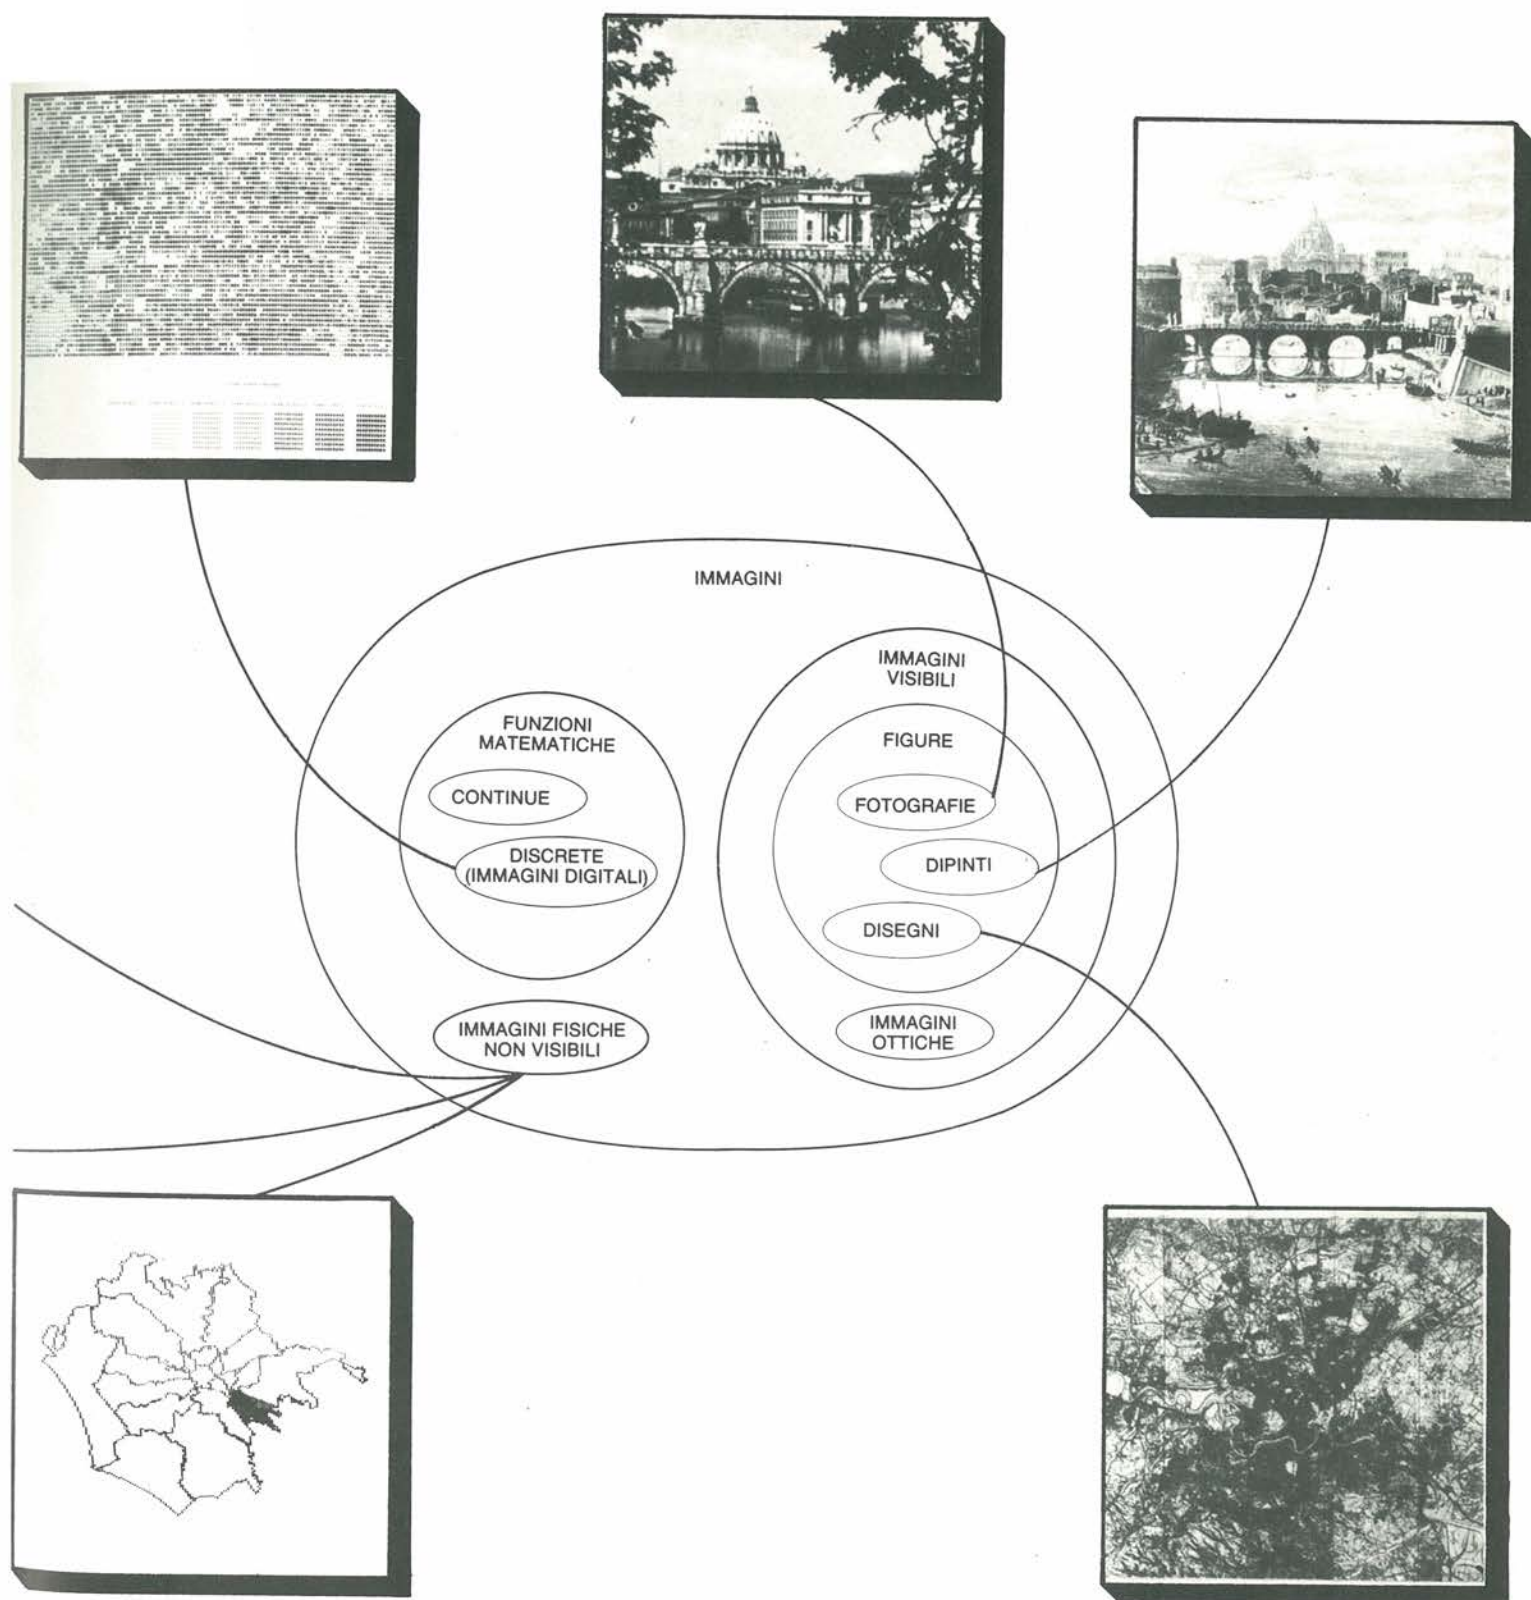 IMMAGINI
IMMAGINI
VISIBILI
FUNZIONI
MATEMATICHE
FIGURE
CONTINUE
FOTOGRAFIE
DISCRETE
(IMMAGINI DIGITALI)
DIPINTI
DISEGNI
IMMAGINI FISICHE
NON VISIBILI
IMMAGINI
OTTICHE